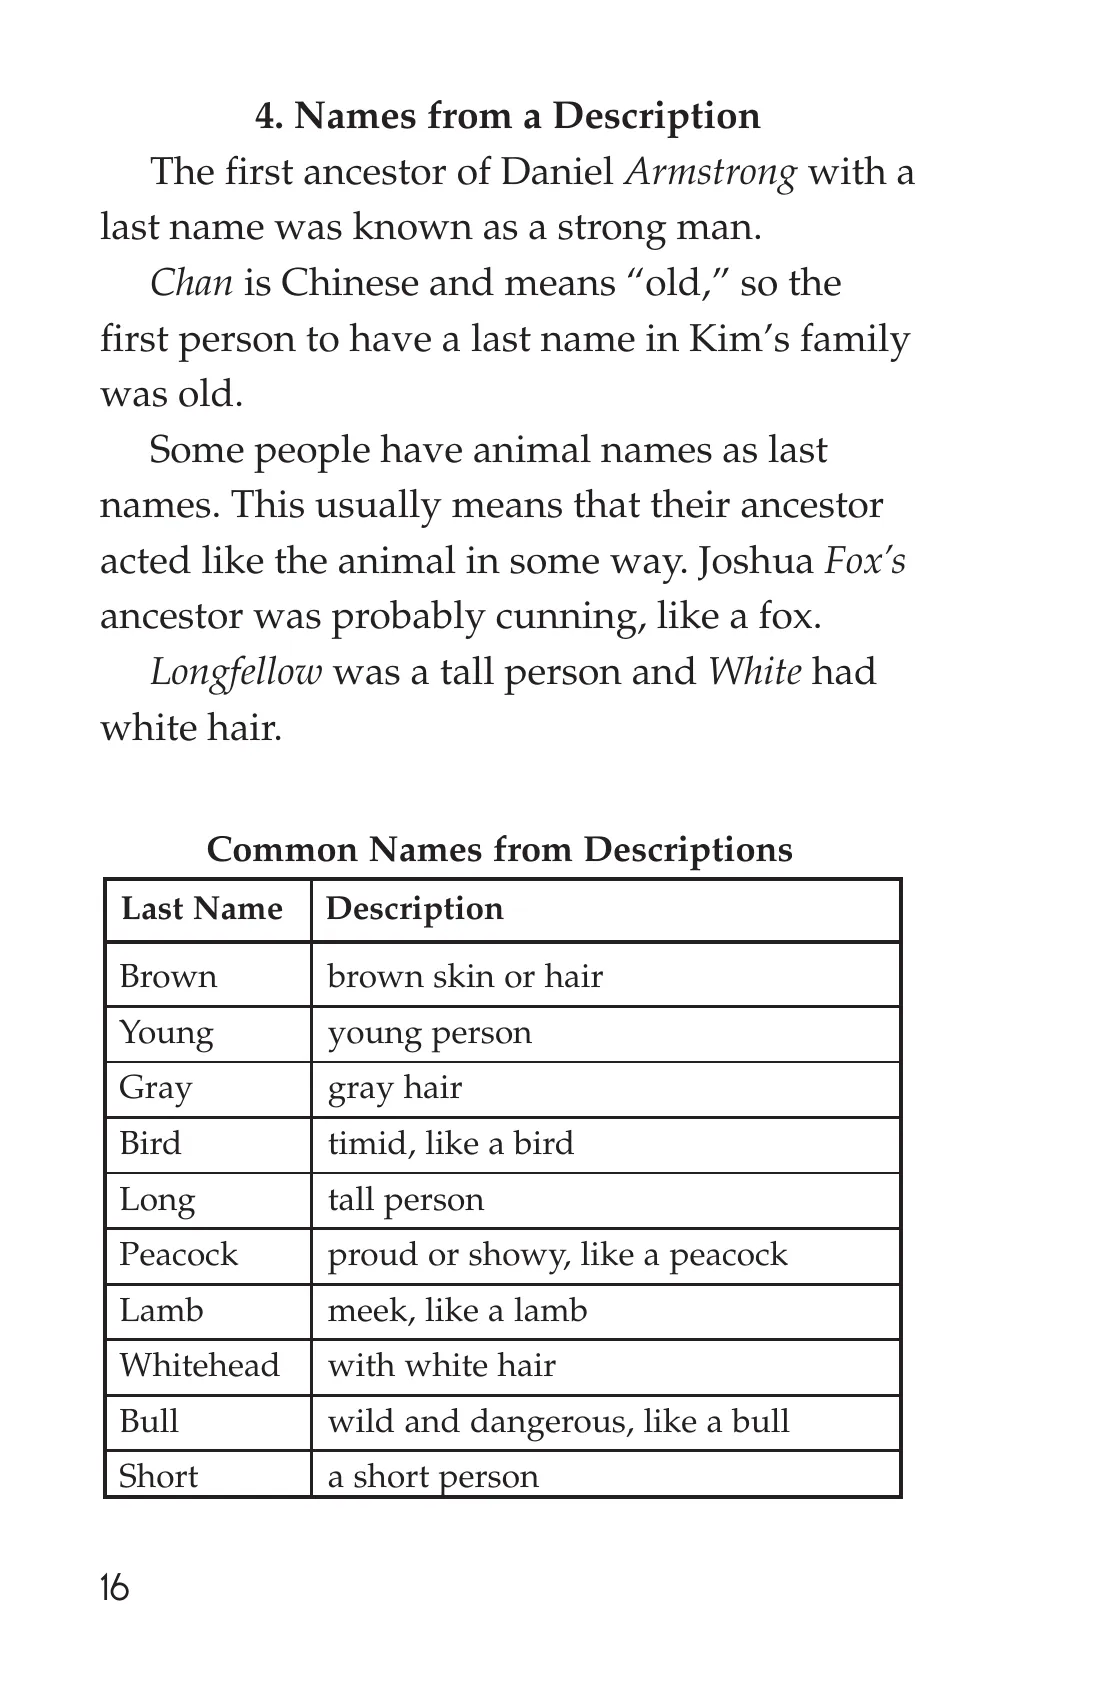 4. Names from a Description
The first ancestor of Daniel Armstrong with a
last name was known as a strong man.
Chan is Chinese and means “old,” so the
first person to have a last name in Kim’s family
was old.
Some people have animal names as last
names. This usually means that their ancestor
acted like the animal in some way. Joshua Fox’s
ancestor was probably cunning, like a fox.
Longfellow was a tall person and White had
white hair.
Common Names from Descriptions
Last Name Description
Brown brown skin or hair
Young young person
Gray gray hair
Bird timid, like a bird
Long tall person
Peacock proud or showy, like a peacock
Lamb meek, like a lamb
Whitehead with white hair
Bull wild and dangerous, like a bull
Short a short person
16